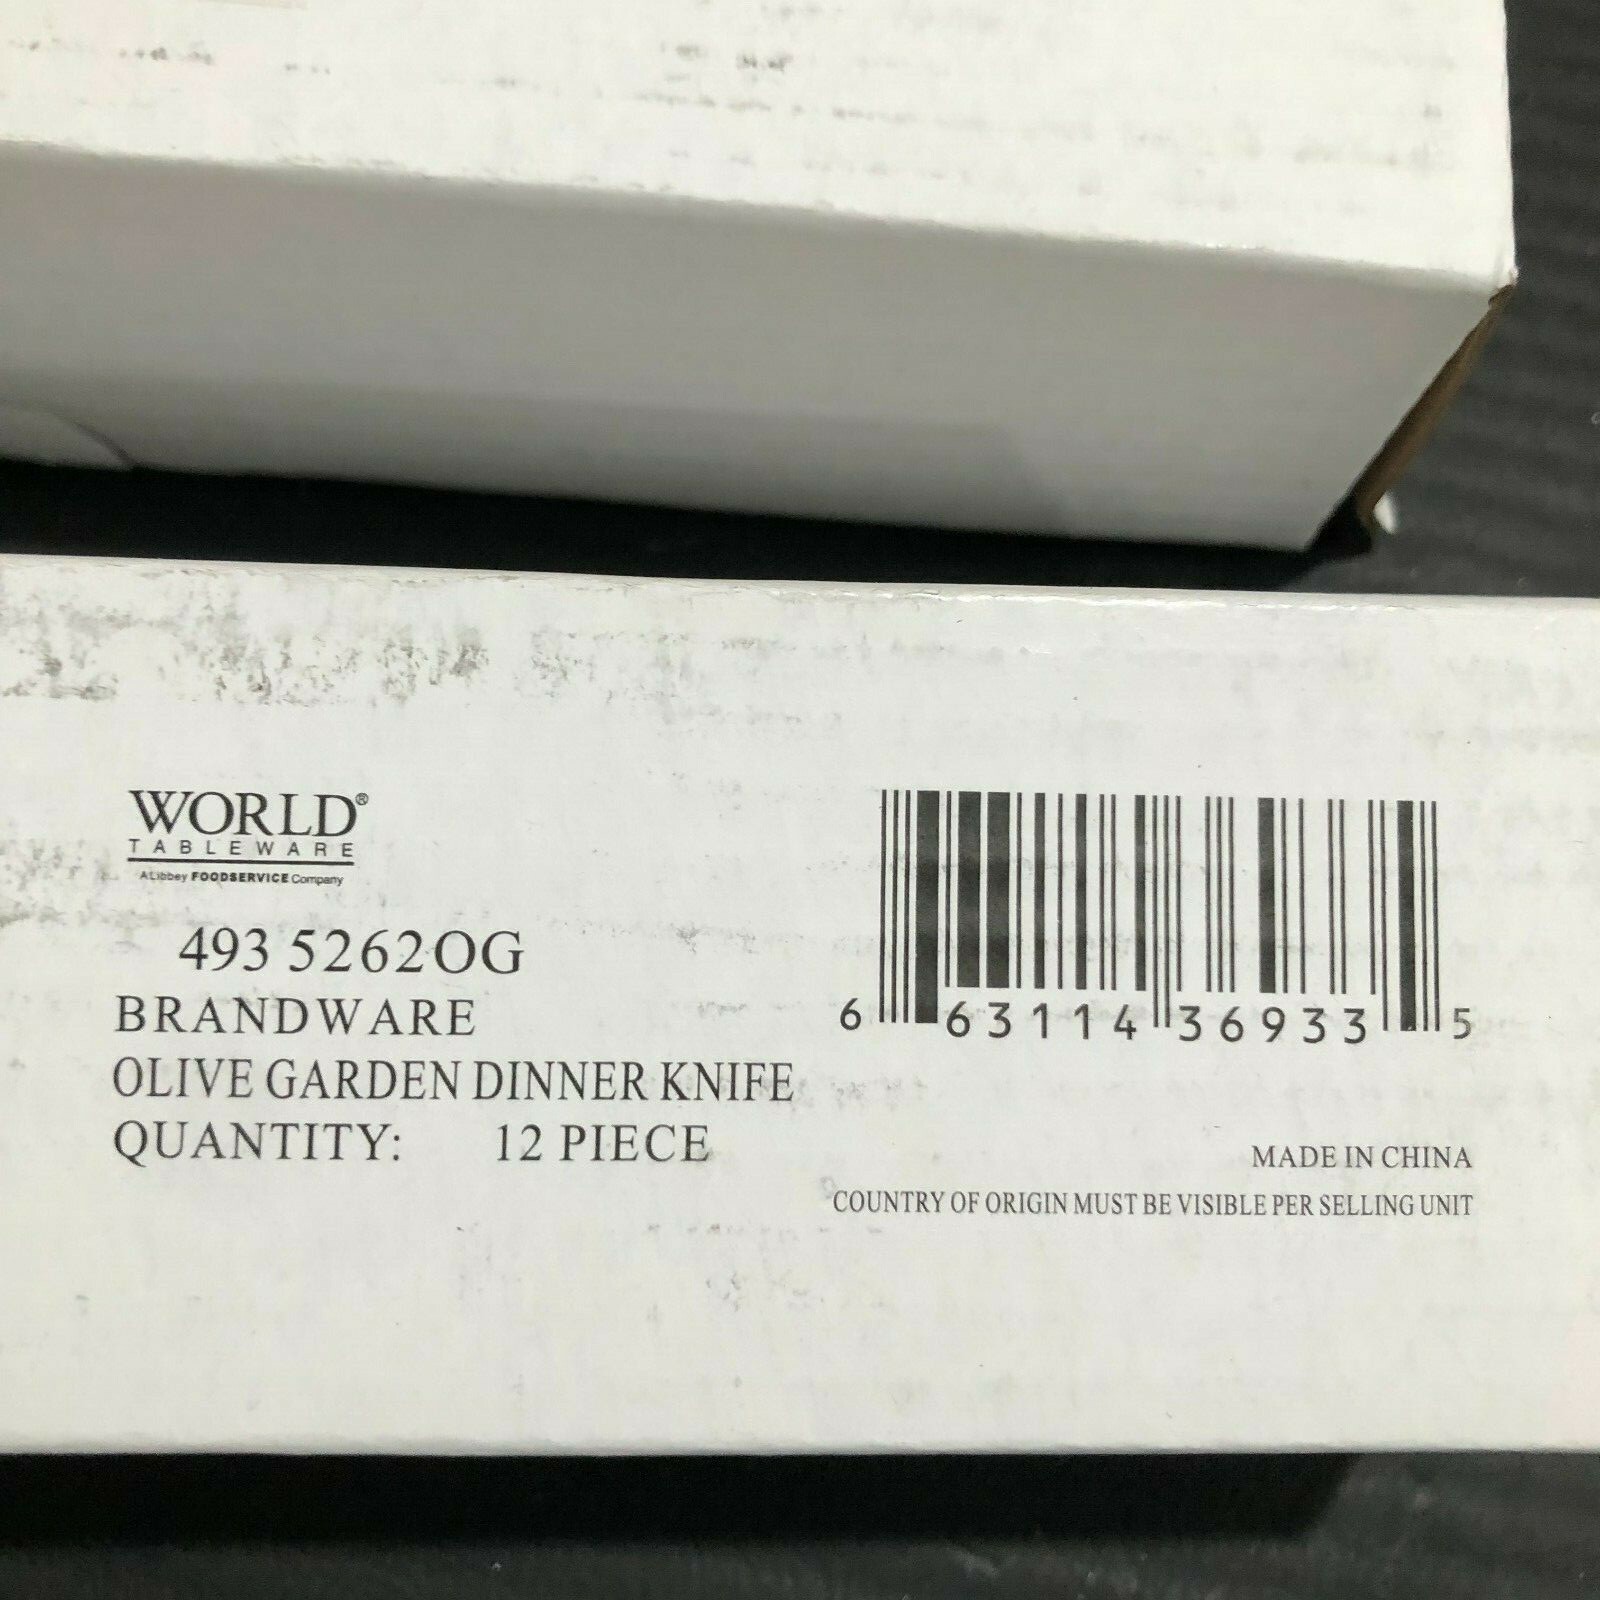 WORLD®
TABLEWARE
A Libbey FOODSERVICE Company
493 5262OG
BRANDWARE
OLIVE GARDEN DINNER KNIFE
QUANTITY: 12 PIECE
6 63114 36933 5
MADE IN CHINA
COUNTRY OF ORIGIN MUST BE VISIBLE PER SELLING UNIT